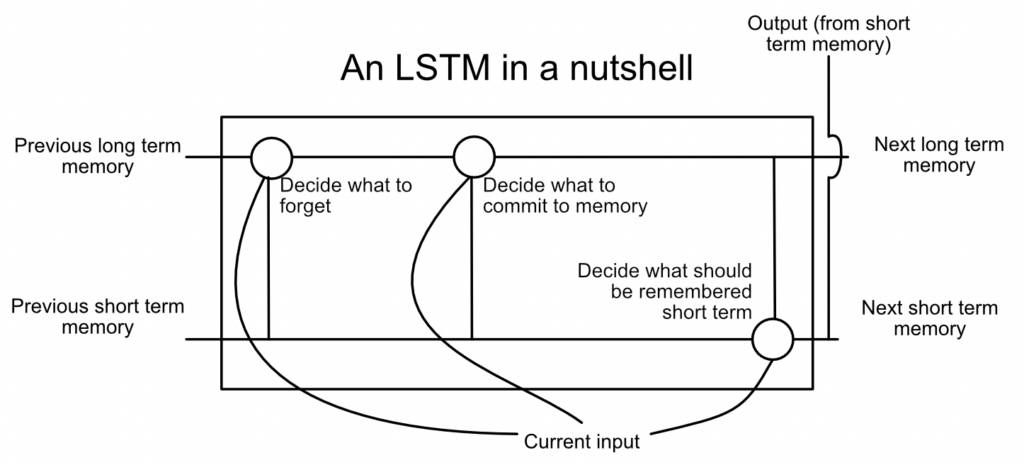 Output (from short
term memory)
An LSTM in a nutshell
Previous long term
memory
Next long term
memory
Decide what to
forget
Decide what to
commit to memory
Decide what should
be remembered
short term
Previous short term
memory
Next short term
memory
Current input